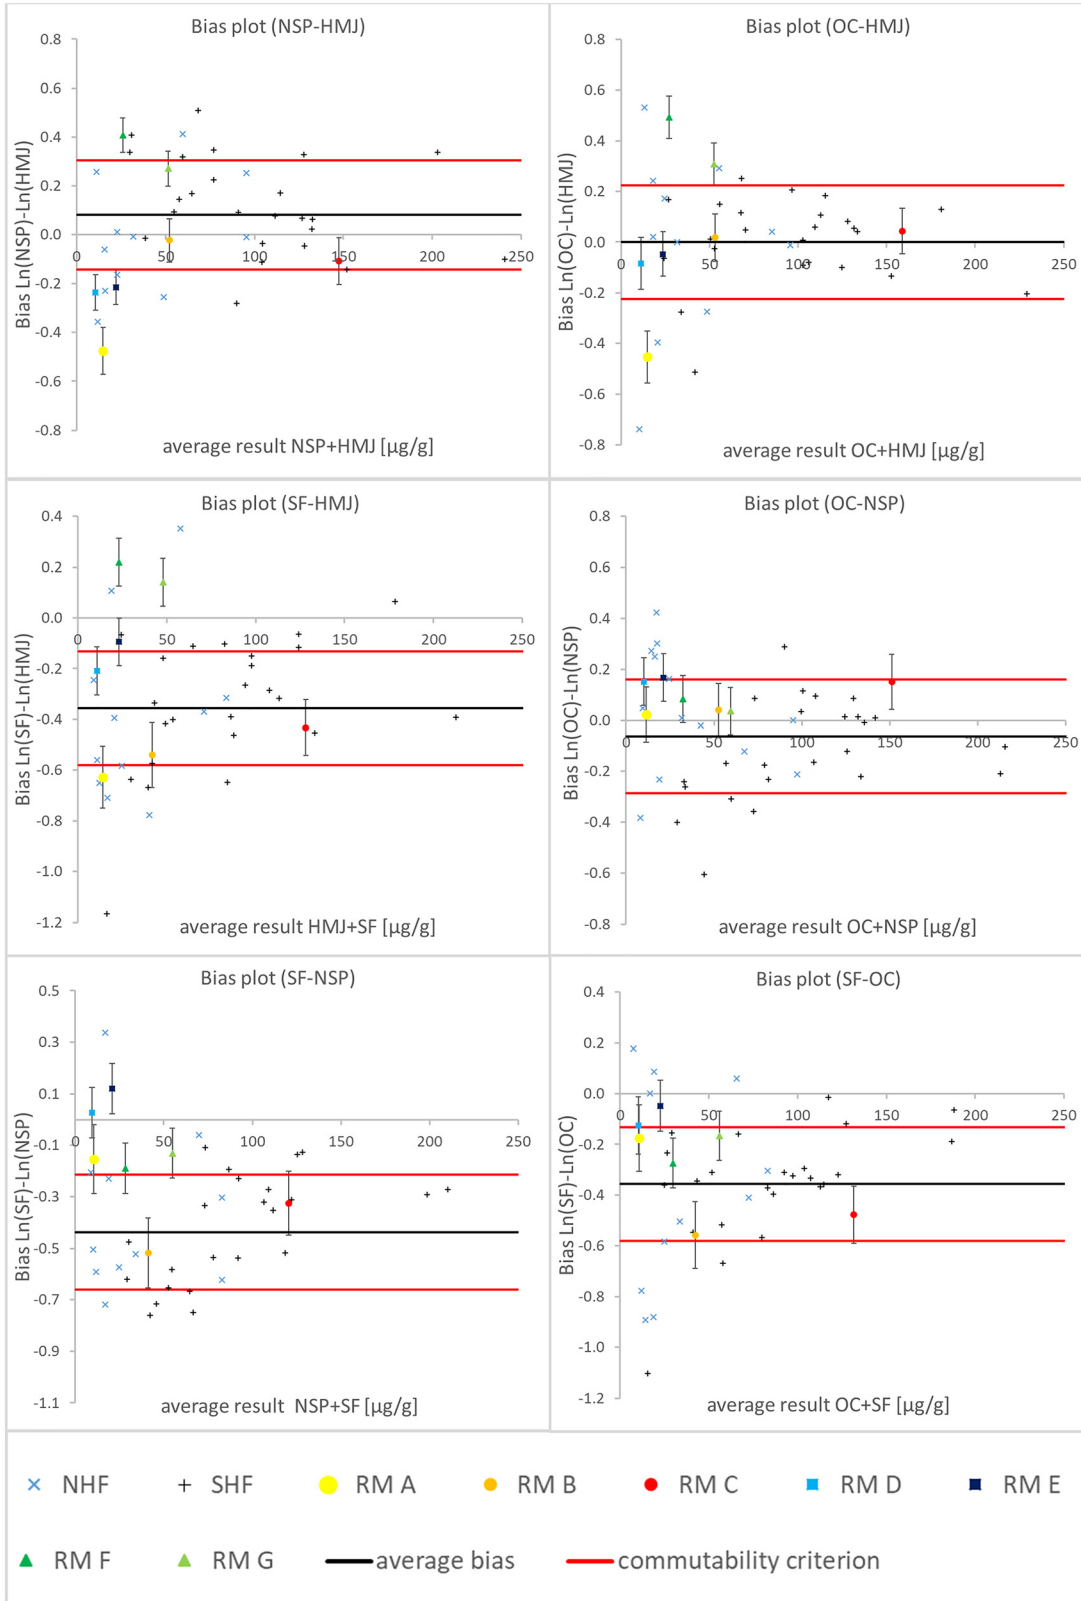 Bias plot (NSP-HMJ)
0.8
0.6
0.4
0.2
0.0
-0.2
-0.4
-0.6
-0.8
0 50 100 150 200 250
Bias Ln(NSP)-Ln(HMJ)
average result NSP+HMJ [µg/g]
Bias plot (OC-HMJ)
0.8
0.6
0.4
0.2
0.0
-0.2
-0.4
-0.6
-0.8
0 50 100 150 200 250
Bias Ln(OC)-Ln(HMJ)
average result OC+HMJ [µg/g]
Bias plot (SF-HMJ)
0.4
0.2
0.0
-0.2
-0.4
-0.6
-0.8
-1.0
-1.2
0 50 100 150 200 250
Bias Ln(SF)-Ln(HMJ)
average result HMJ+SF [µg/g]
Bias plot (OC-NSP)
0.8
0.6
0.4
0.2
0.0
-0.2
-0.4
-0.6
-0.8
0 50 100 150 200 250
Bias Ln(OC)-Ln(NSP)
average result OC+NSP [µg/g]
Bias plot (SF-NSP)
0.5
0.3
0.1
-0.1
-0.3
-0.5
-0.7
-0.9
-1.1
0 50 100 150 200 250
Bias Ln(SF)-Ln(NSP)
average result NSP+SF [µg/g]
Bias plot (SF-OC)
0.4
0.2
0.0
-0.2
-0.4
-0.6
-0.8
-1.0
-1.2
0 50 100 150 200 250
Bias Ln(SF)-Ln(OC)
average result OC+SF [µg/g]
NHF SHF RM A RM B RM C RM D RM E
RM F RM G average bias commutability criterion